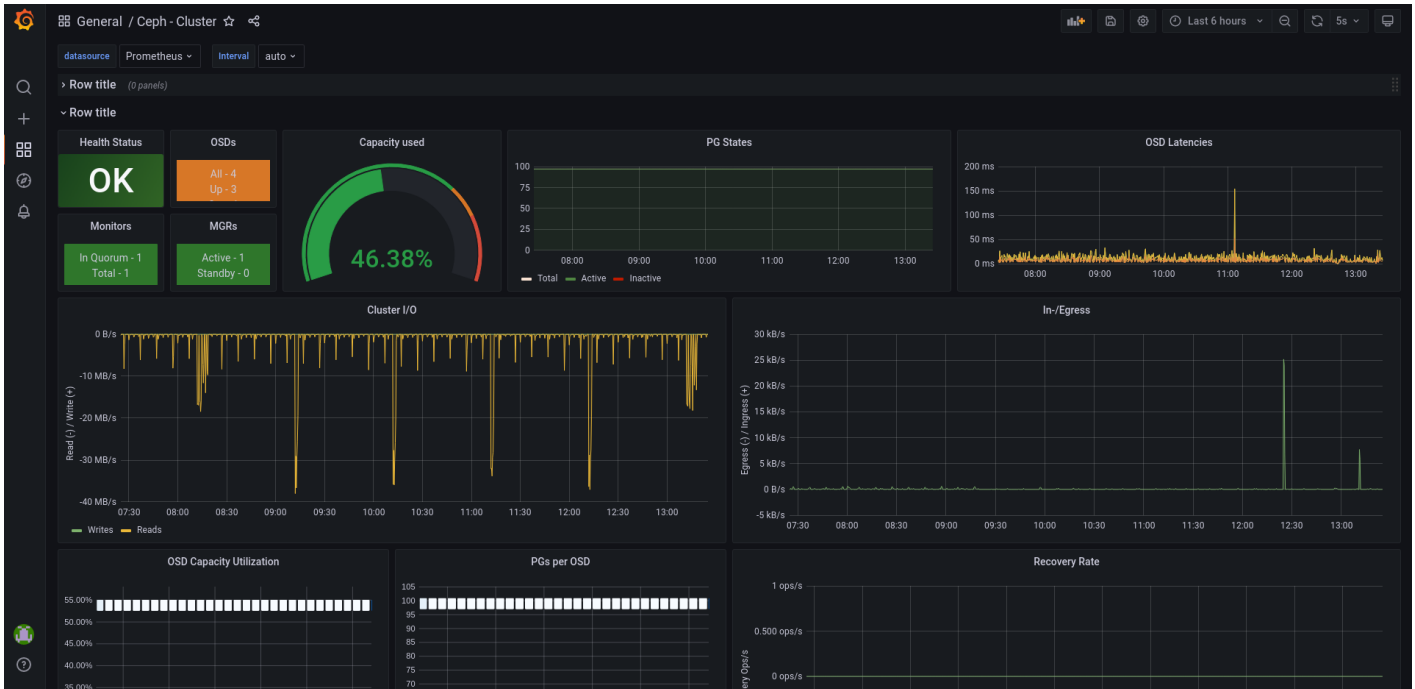 General / Ceph - Cluster
Last 6 hours
5s
datasource Prometheus Interval auto
Row title (0 panels)
Row title
Health Status
OK
OSDs
All - 4
Up - 3
Monitors
In Quorum - 1
Total - 1
MGRs
Active - 1
Standby - 0
Capacity used
46.38%
PG States
100
75
50
25
0
08:00 09:00 10:00 11:00 12:00 13:00
Total Active Inactive
OSD Latencies
200 ms
150 ms
100 ms
50 ms
0 ms
08:00 09:00 10:00 11:00 12:00 13:00
Cluster I/O
Read (-) / Write (+)
0 B/s
-10 MB/s
-20 MB/s
-30 MB/s
-40 MB/s
07:30 08:00 08:30 09:00 09:30 10:00 10:30 11:00 11:30 12:00 12:30 13:00
Writes Reads
In-/Egress
Egress (-) / Ingress (+)
30 kB/s
25 kB/s
20 kB/s
15 kB/s
10 kB/s
5 kB/s
0 B/s
-5 kB/s
07:30 08:00 08:30 09:00 09:30 10:00 10:30 11:00 11:30 12:00 12:30 13:00
OSD Capacity Utilization
55.00%
50.00%
45.00%
40.00%
35.00%
PGs per OSD
105
100
95
90
85
80
75
70
Recovery Rate
1 ops/s
0.500 ops/s
0 ops/s
Ops/s